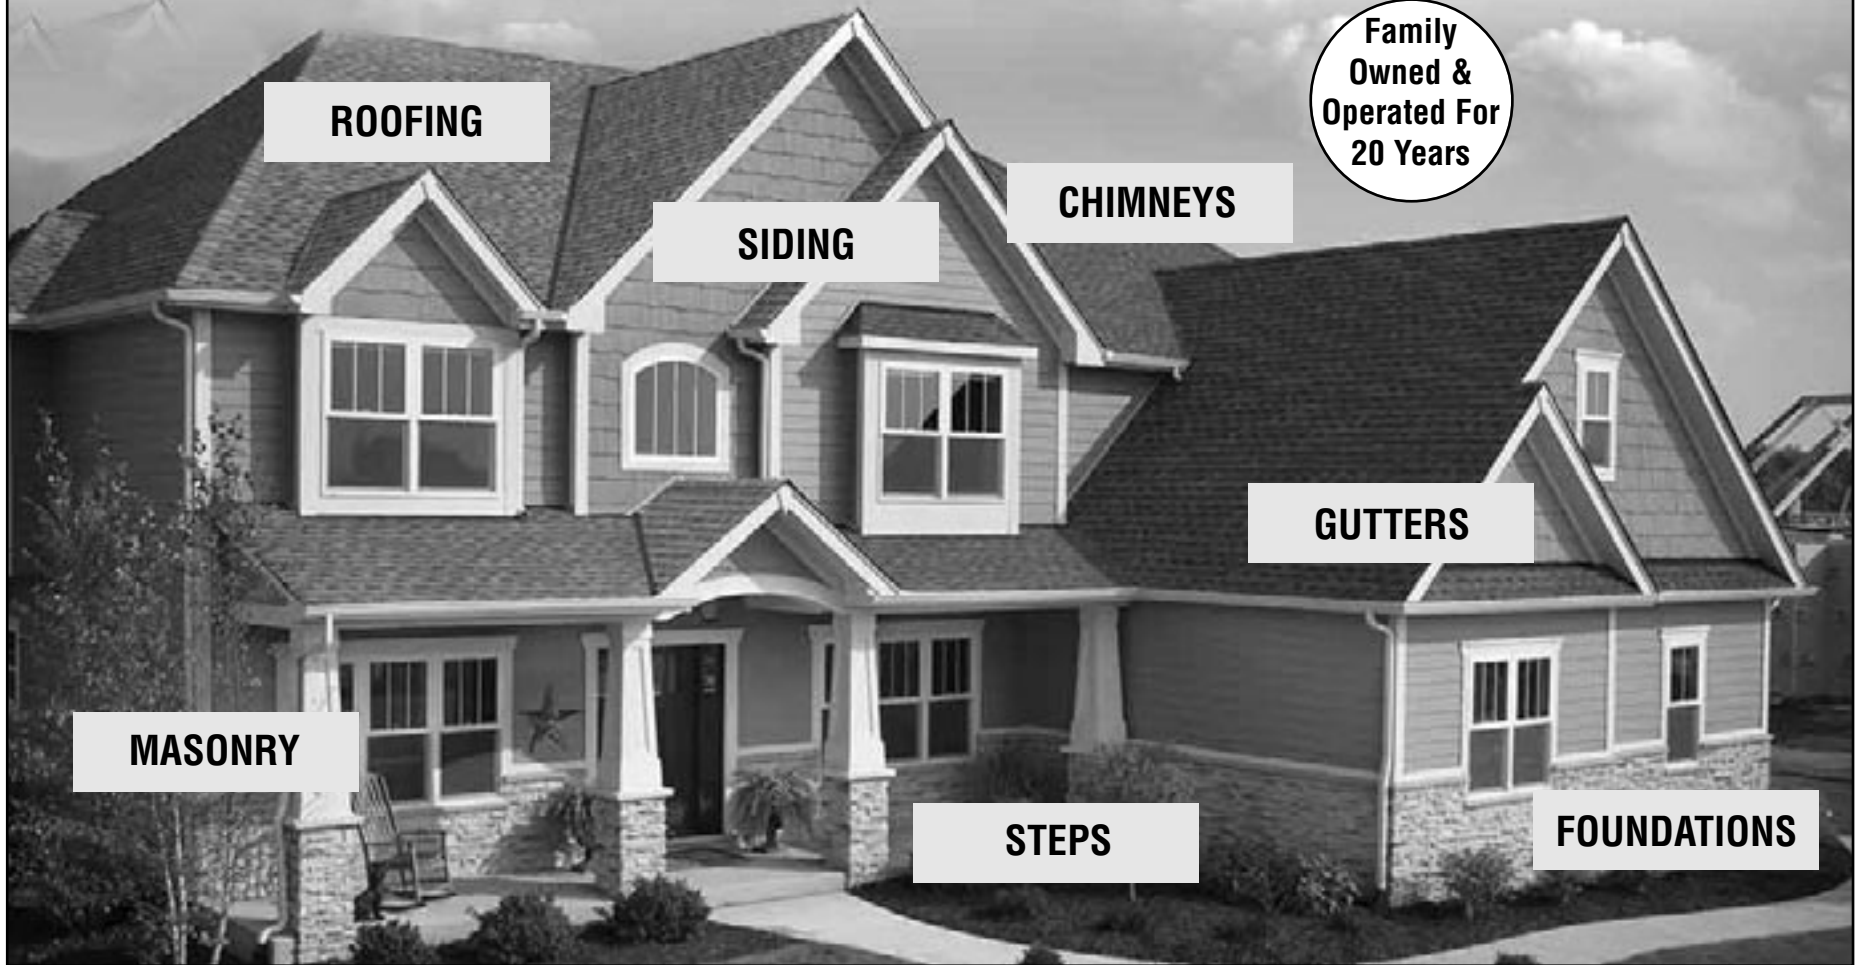 Family
Owned &
Operated For
20 Years
ROOFING
CHIMNEYS
SIDING
GUTTERS
MASONRY
STEPS
FOUNDATIONS